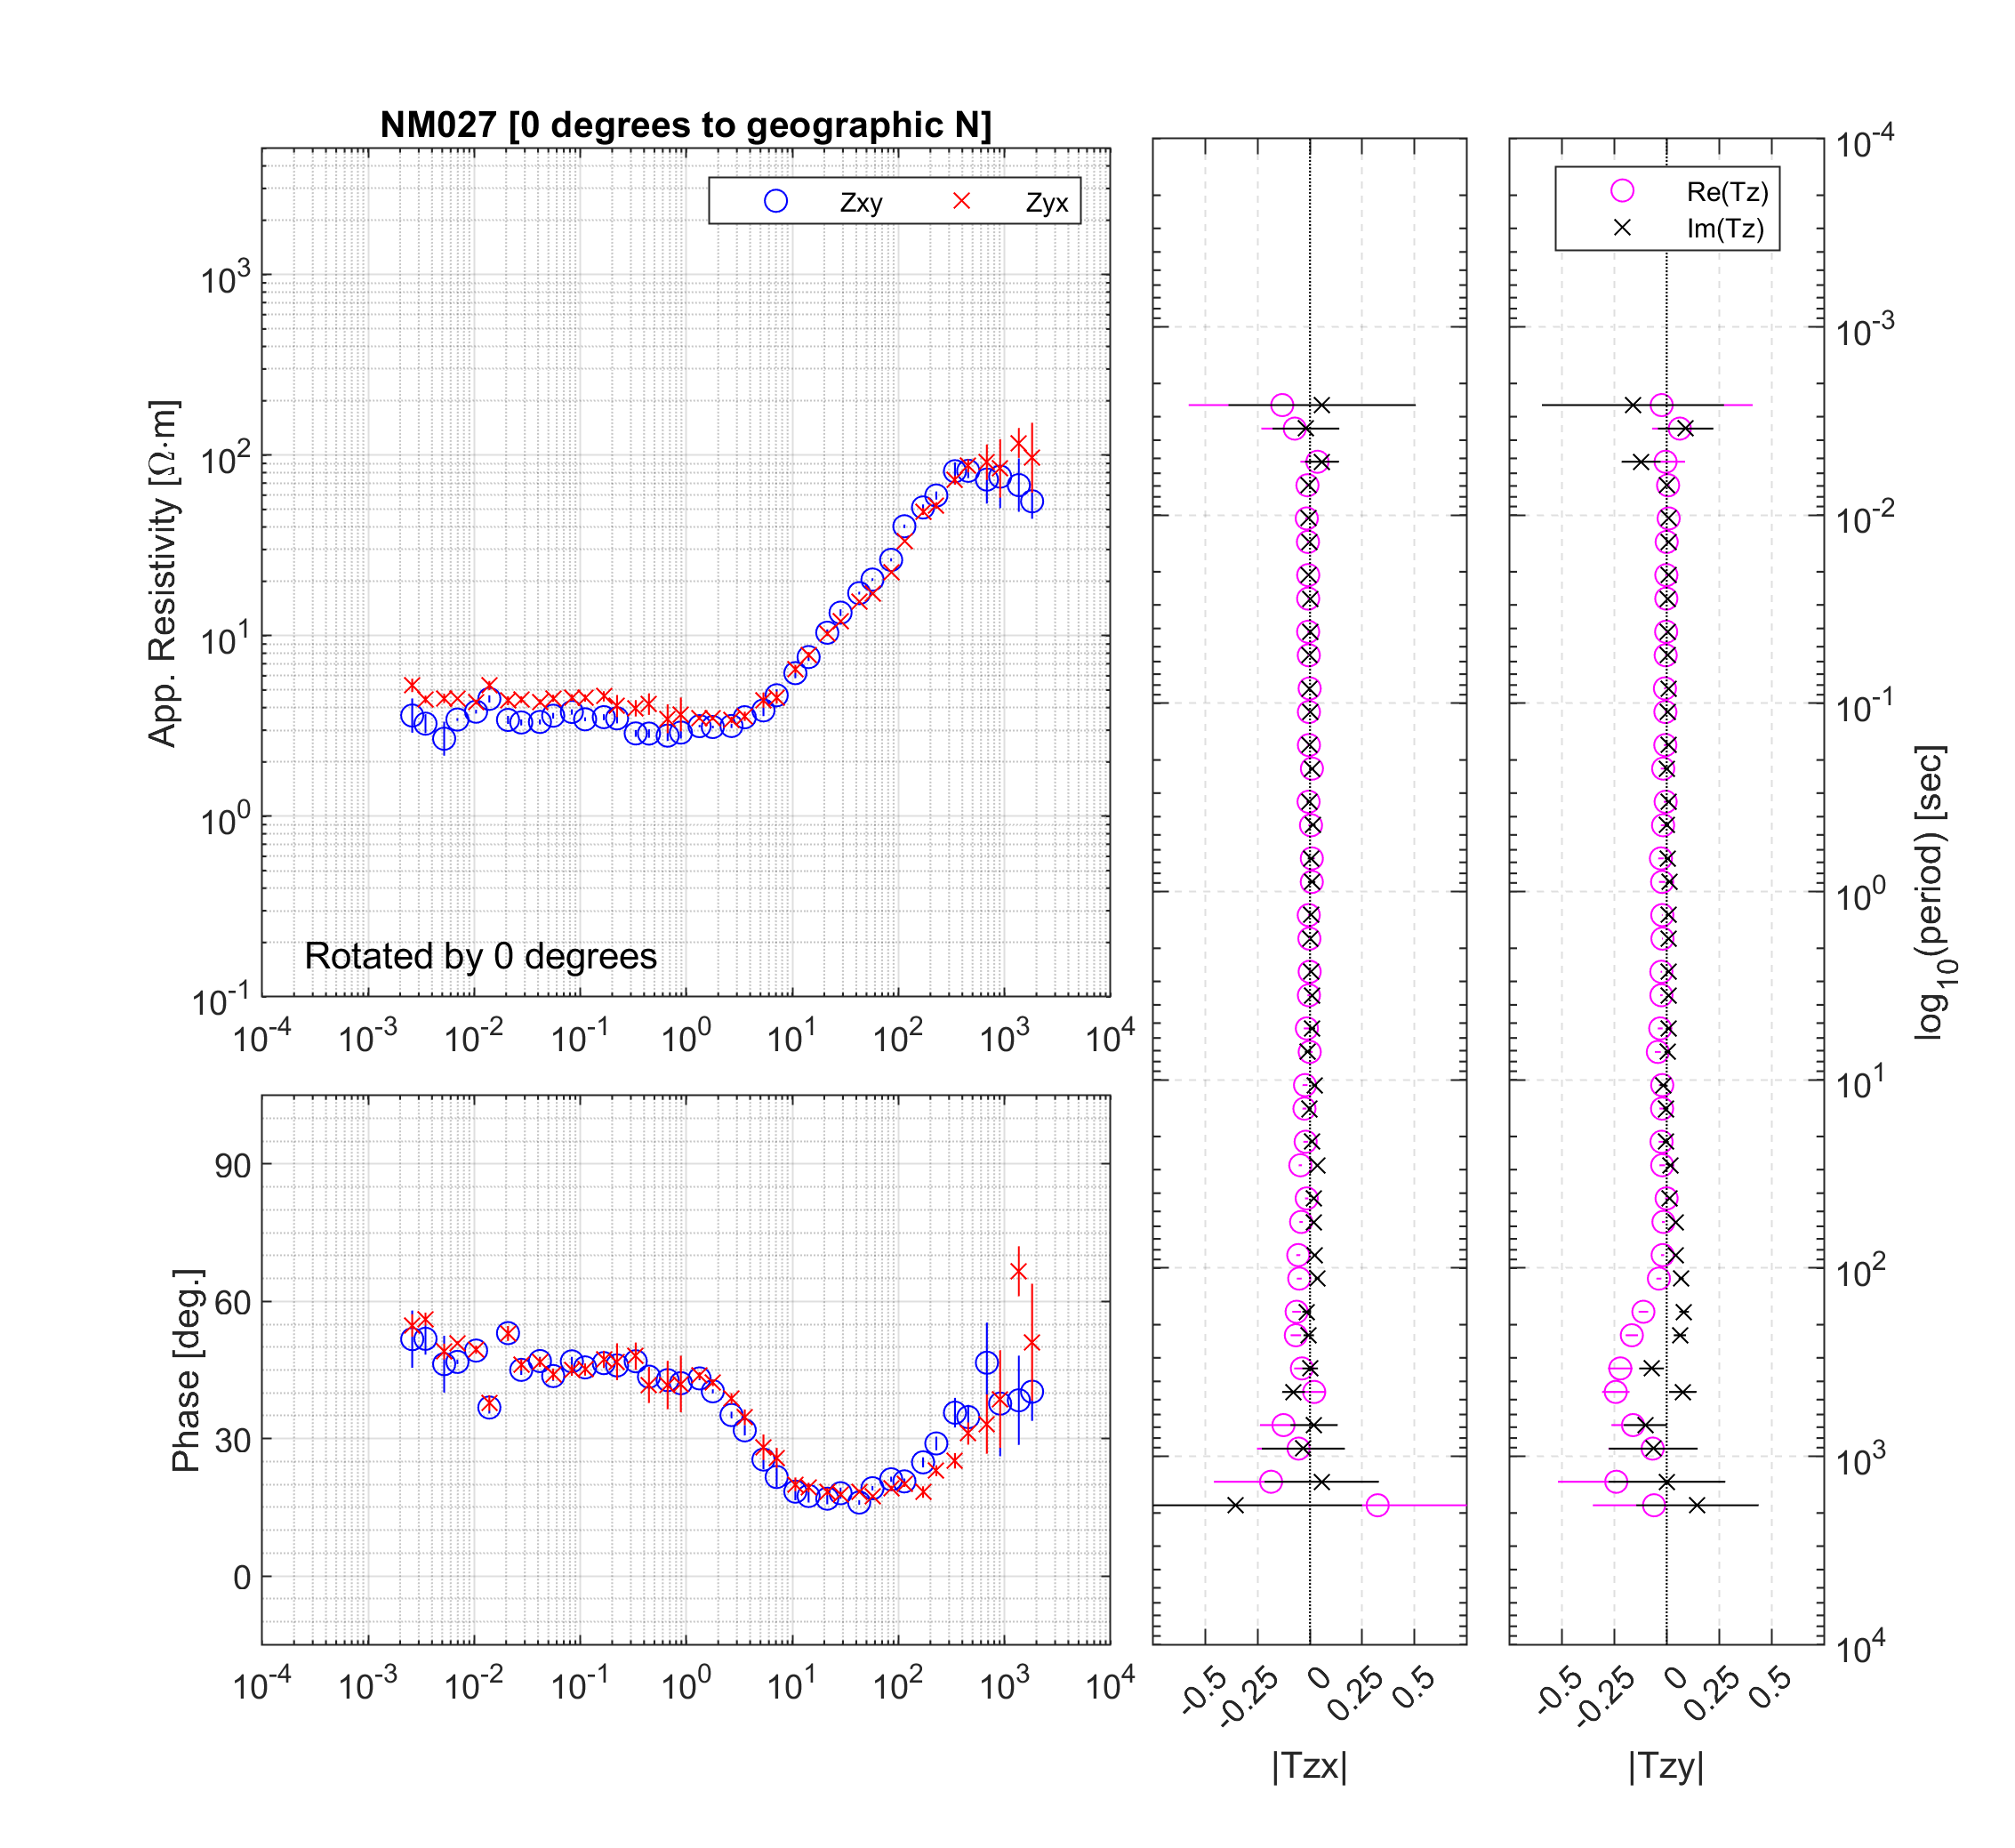 NM027 [0 degrees to geographic N]
Zxy Zyx
App. Resistivity [Ω·m]
10^3
10^2
10^1
10^0
10^-1
Rotated by 0 degrees
10^-4 10^-3 10^-2 10^-1 10^0 10^1 10^2 10^3 10^4
Phase [deg.]
90
60
30
0
10^-4 10^-3 10^-2 10^-1 10^0 10^1 10^2 10^3 10^4
-0.5 -0.25 0 0.25 0.5
|Tzx|
Re(Tz)
Im(Tz)
-0.5 -0.25 0 0.25 0.5
|Tzy|
10^-4
10^-3
10^-2
10^-1
10^0
10^1
10^2
10^3
10^4
log_10(period) [sec]